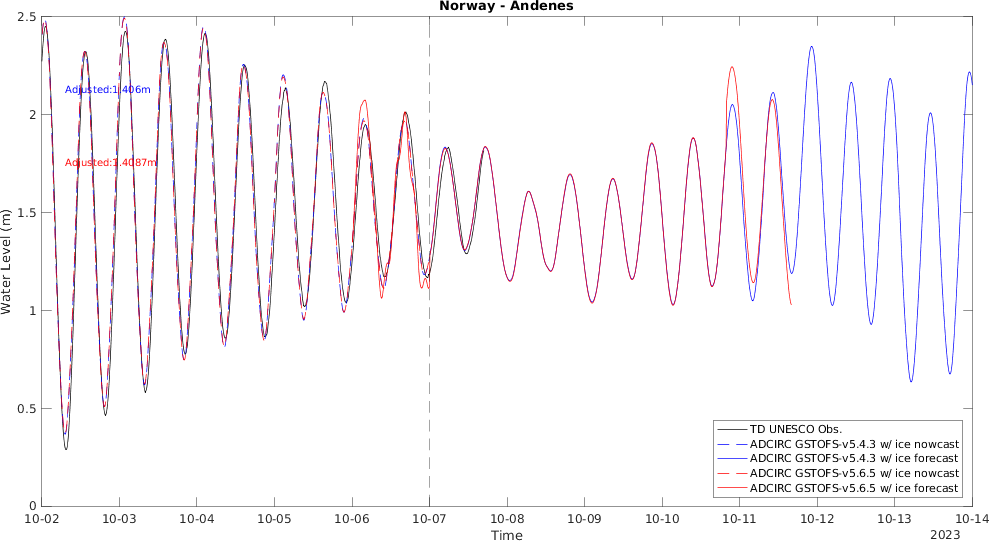 Norway - Andenes
2.5
2
1.5
1
0.5
0
Water Level (m)
Adjusted:1.406m
Adjusted:1.4087m
TD UNESCO Obs.
ADCIRC GSTOFS-v5.4.3 w/ ice nowcast
ADCIRC GSTOFS-v5.4.3 w/ ice forecast
ADCIRC GSTOFS-v5.6.5 w/ ice nowcast
ADCIRC GSTOFS-v5.6.5 w/ ice forecast
10-02 10-03 10-04 10-05 10-06 10-07 10-08 10-09 10-10 10-11 10-12 10-13 10-14
Time
2023